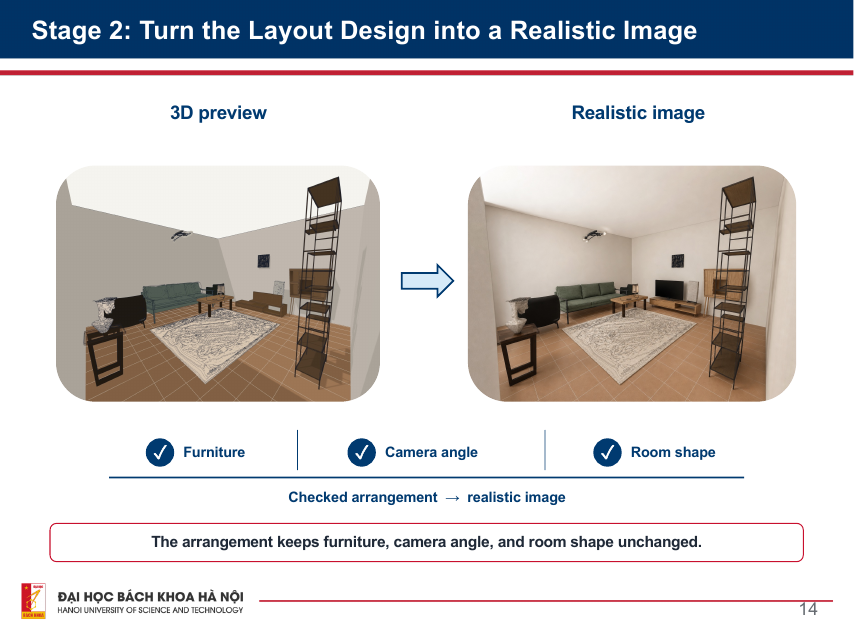 Stage 2: Turn the Layout Design into a Realistic Image
3D preview
Realistic image
Furniture
Camera angle
Room shape
Checked arrangement → realistic image
The arrangement keeps furniture, camera angle, and room shape unchanged.
ĐẠI HỌC BÁCH KHOA HÀ NỘI
HANOI UNIVERSITY OF SCIENCE AND TECHNOLOGY
14